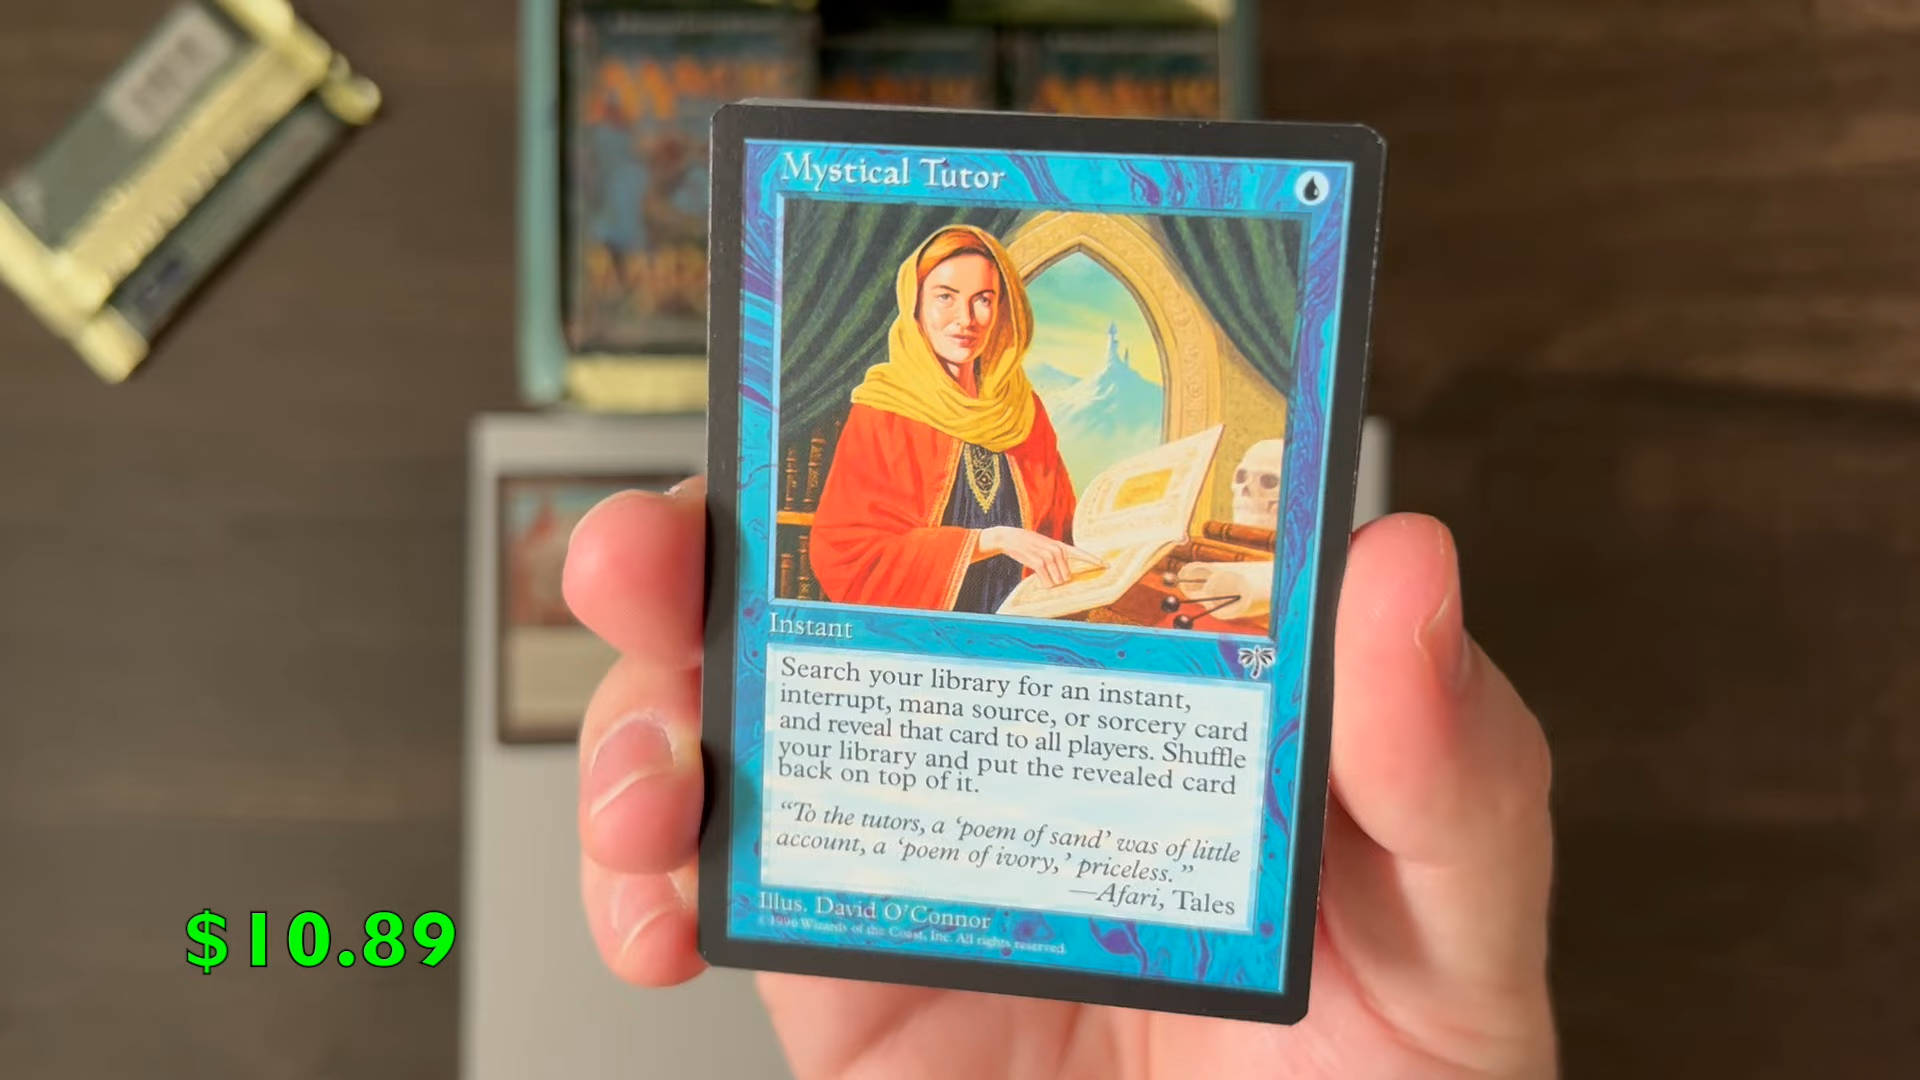 Mystical Tutor
Instant
Search your library for an instant,
interrupt, mana source, or sorcery card
and reveal that card to all players. Shuffle
your library and put the revealed card
back on top of it.
“To the tutors, a ‘poem of sand’ was of little
account, a ‘poem of ivory,’ priceless.”
—Afari, Tales
Illus. David O’Connor
© 1996 Wizards of the Coast, Inc. All rights reserved.
$10.89